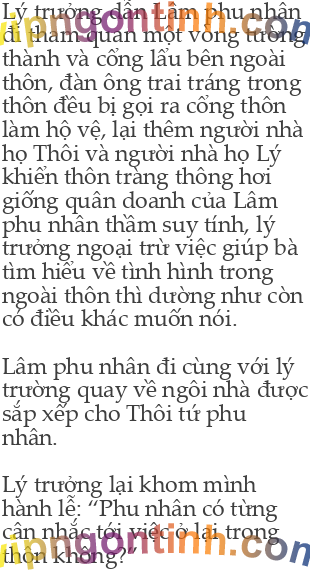 Lý trưởng dẫn Lâm phu nhân
đi tham quan một vòng tường
thành và cổng lẩu bên ngoài
thôn, đàn ông trai tráng trong
thôn đều bị gọi ra cổng thôn
làm hộ vệ, lại thêm người nhà
họ Thôi và người nhà họ Lý
khiến thôn tràng thông hơi
giống quân doanh của Lâm
phu nhân thầm suy tính, lý
trưởng ngoại trừ việc giúp bà
tìm hiểu về tình hình trong
ngoài thôn thì dường như còn
có điều khác muốn nói.
Lâm phu nhân đi cùng với lý
trường quay về ngôi nhà được
sắp xếp cho Thôi tứ phu
nhân.
Lý trưởng lại khom mình
hành lễ: “Phu nhân có từng
cân nhắc tới việc ở lại trong
thôn không?”
vipngontinh.com
vipngontinh.com